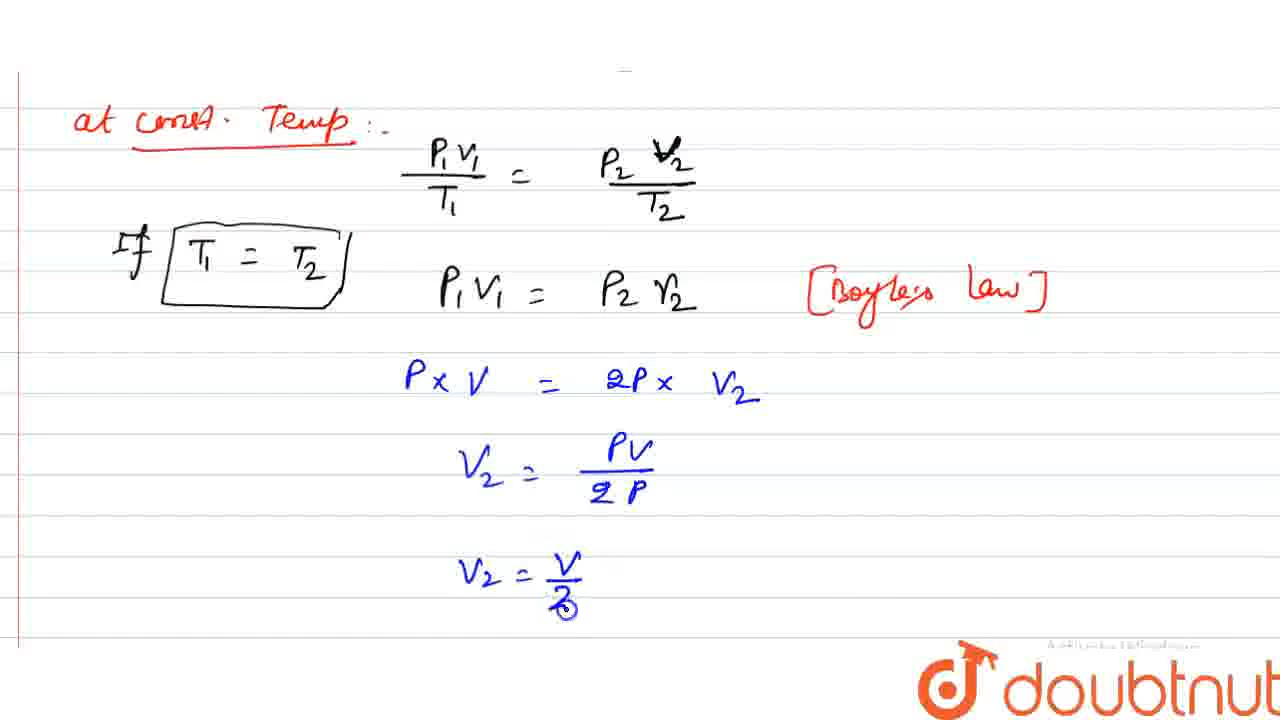 at const. Temp :-
P₁V₁/T₁ = P₂V₂/T₂
If T₁ = T₂
P₁V₁ = P₂V₂ [Boyle's Law]
P × V = 2P × V₂
V₂ = PV/2P
V₂ = V/2
doubtnut